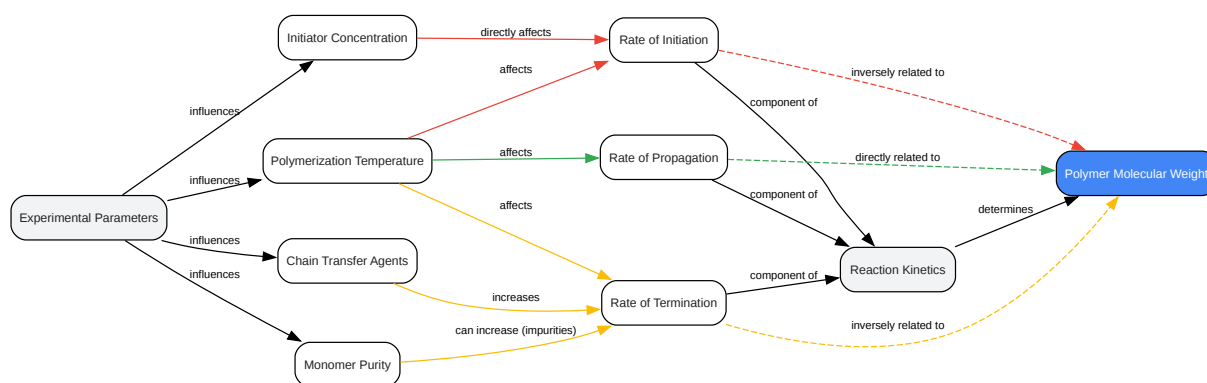 Initiator Concentration
directly affects
Rate of Initiation
affects
inversely related to
influences
component of
Polymerization Temperature
affects
Rate of Propagation
directly related to
Polymer Molecular Weight
influences
component of
affects
determines
Experimental Parameters
influences
Chain Transfer Agents
Reaction Kinetics
influences
component of
increases
Rate of Termination
can increase (impurities)
inversely related to
Monomer Purity